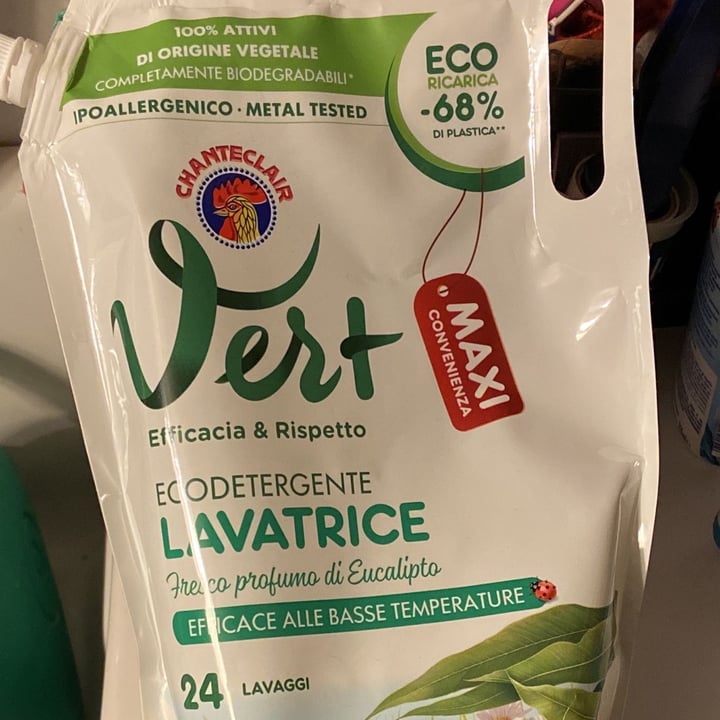 100% ATTIVI
DI ORIGINE VEGETALE
COMPLETAMENTE BIODEGRADABILI*
IPOALLERGENICO · METAL TESTED
ECO
RICARICA
-68%
DI PLASTICA**
CHANTECLAIR
Vert
Efficacia & Rispetto
MAXI
CONVENIENZA
ECODETERGENTE
LAVATRICE
Fresco profumo di Eucalipto
EFFICACE ALLE BASSE TEMPERATURE
24 LAVAGGI